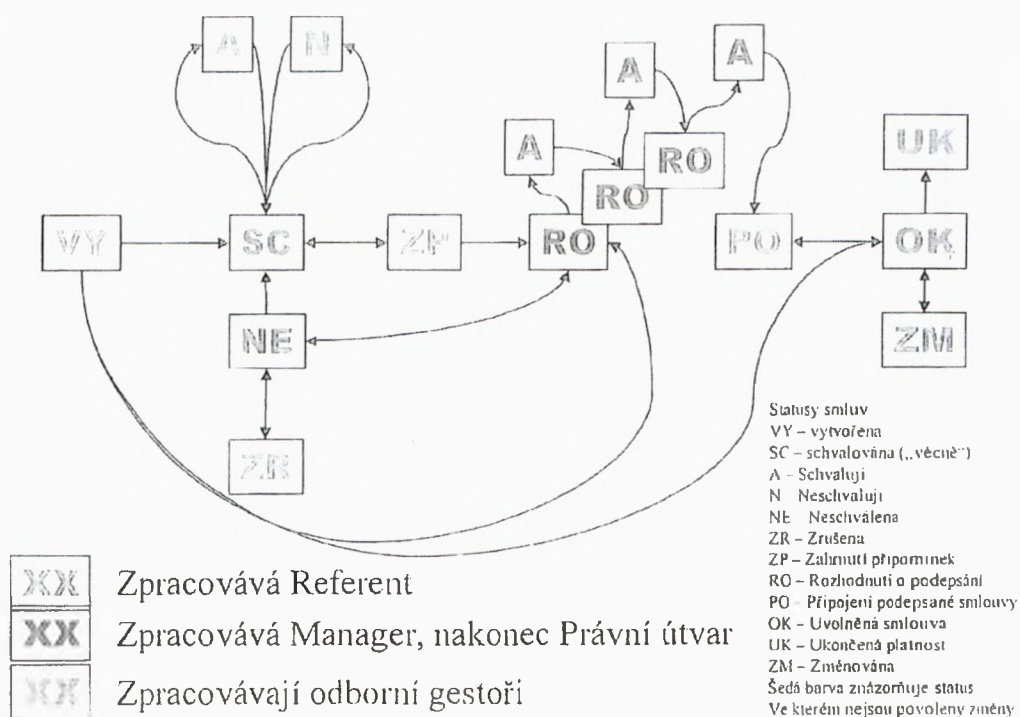 A N
A A A
RO RO
UK
VY SC ZP RO PO OK
NE ZM
ZR
Statusy smluv
VY – vytvořena
SC – schvalována („věcně“)
A – Schvaluji
N Neschvaluji
NE Neschválena
ZR – Zrušena
ZP – Zahrnutí připomínek
RO – Rozhodnutí o podepsání
PO – Připojení podepsané smlouvy
OK – Uvolněná smlouva
UK – Ukončená platnost
ZM – Změnována
Šedá barva znázorňuje status
Ve kterém nejsou povoleny změny
XX Zpracovává Referent
XX Zpracovává Manager, nakonec Právní útvar
XX Zpracovávají odborní gestoři